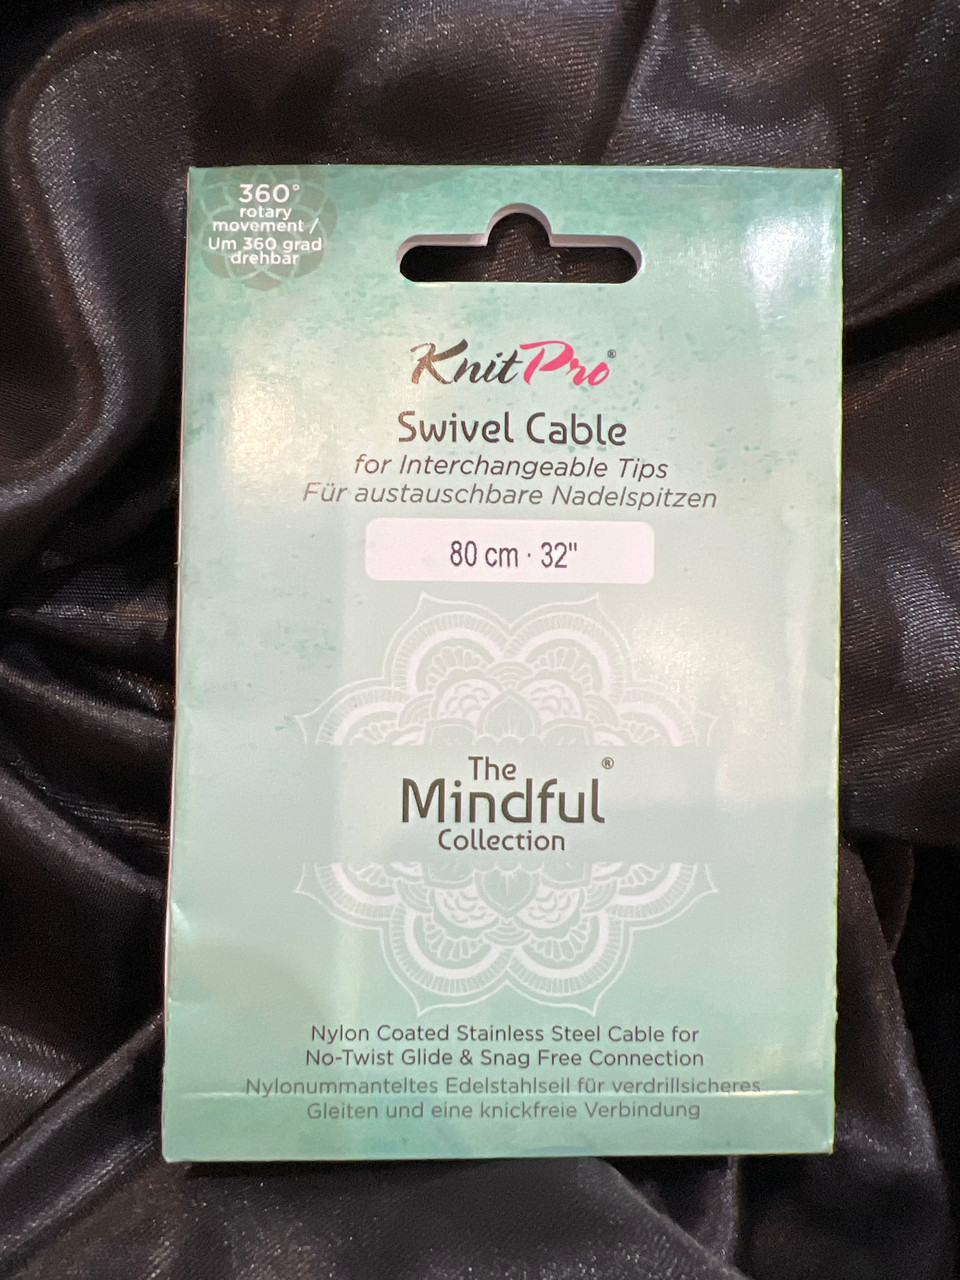 360°
rotary
movement /
Um 360 grad
drehbar
KnitPro®
Swivel Cable
for Interchangeable Tips
Für austauschbare Nadelspitzen
80 cm · 32"
The
Mindful®
Collection
Nylon Coated Stainless Steel Cable for
No-Twist Glide & Snag Free Connection
Nylonummanteltes Edelstahlseil für verdrillsicheres
Gleiten und eine knickfreie Verbindung